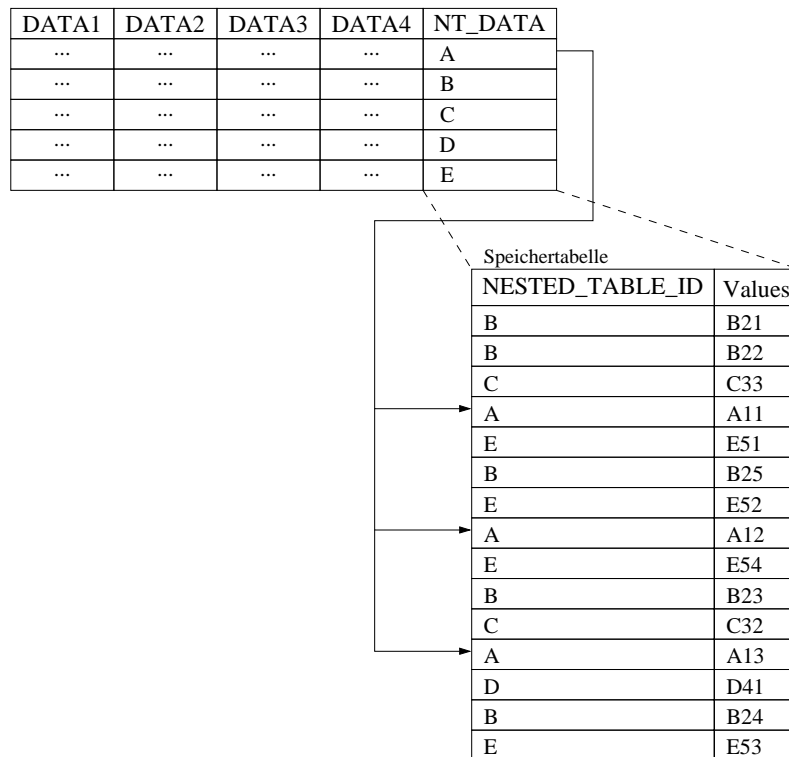 DATA1 DATA2 DATA3 DATA4 NT_DATA
... ... ... ... A
... ... ... ... B
... ... ... ... C
... ... ... ... D
... ... ... ... E
Speichertabelle
NESTED_TABLE_ID Values
B B21
B B22
C C33
A A11
E E51
B B25
E E52
A A12
E E54
B B23
C C32
A A13
D D41
B B24
E E53